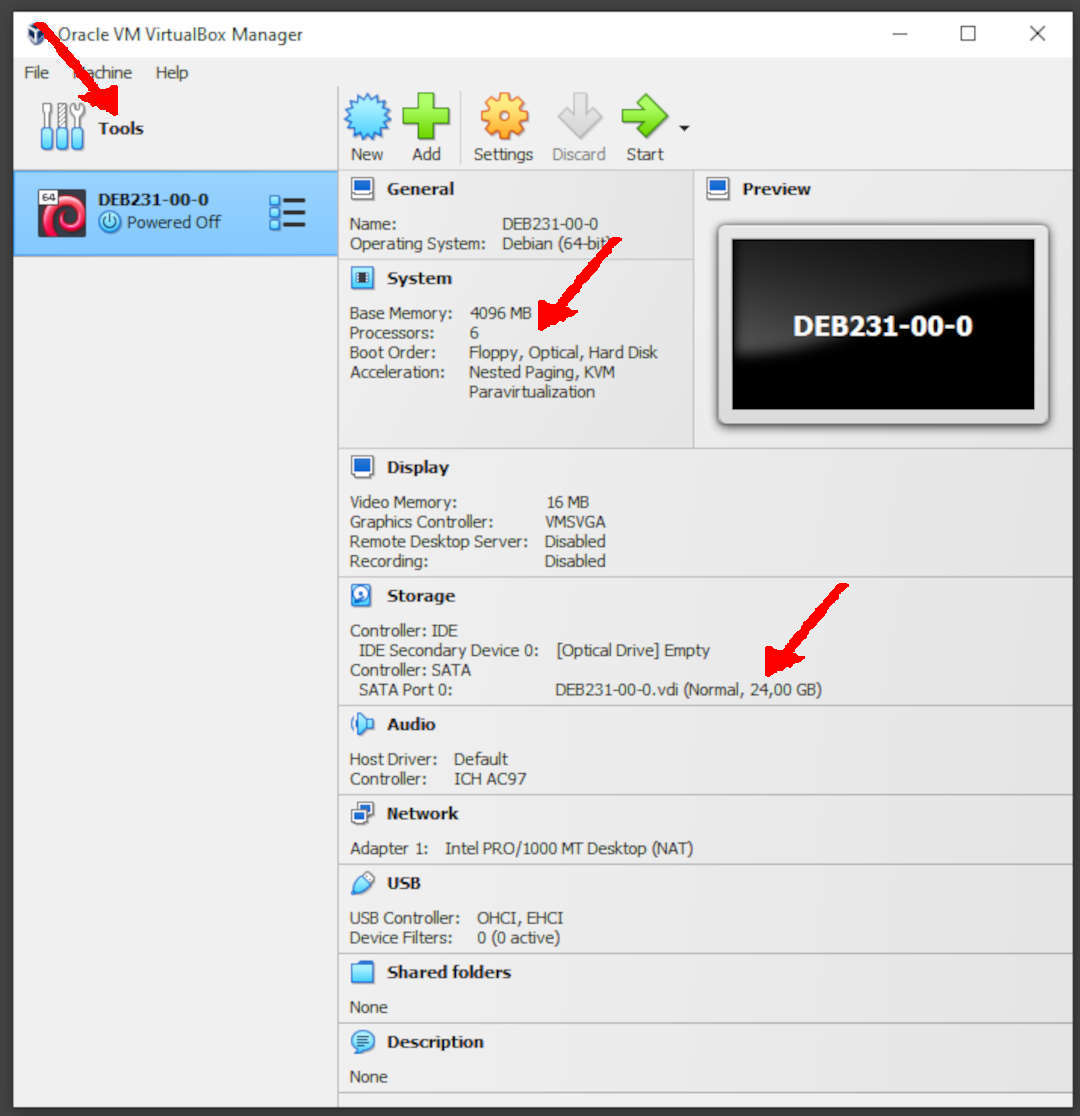 Oracle VM VirtualBox Manager
File Machine Help
Tools
New Add Settings Discard Start
64
DEB231-00-0
Powered Off
General
Name: DEB231-00-0
Operating System: Debian (64-bit)
System
Base Memory: 4096 MB
Processors: 6
Boot Order: Floppy, Optical, Hard Disk
Acceleration: Nested Paging, KVM
Paravirtualization
Preview
DEB231-00-0
Display
Video Memory: 16 MB
Graphics Controller: VMSVGA
Remote Desktop Server: Disabled
Recording: Disabled
Storage
Controller: IDE
IDE Secondary Device 0: [Optical Drive] Empty
Controller: SATA
SATA Port 0: DEB231-00-0.vdi (Normal, 24,00 GB)
Audio
Host Driver: Default
Controller: ICH AC97
Network
Adapter 1: Intel PRO/1000 MT Desktop (NAT)
USB
USB Controller: OHCI, EHCI
Device Filters: 0 (0 active)
Shared folders
None
Description
None